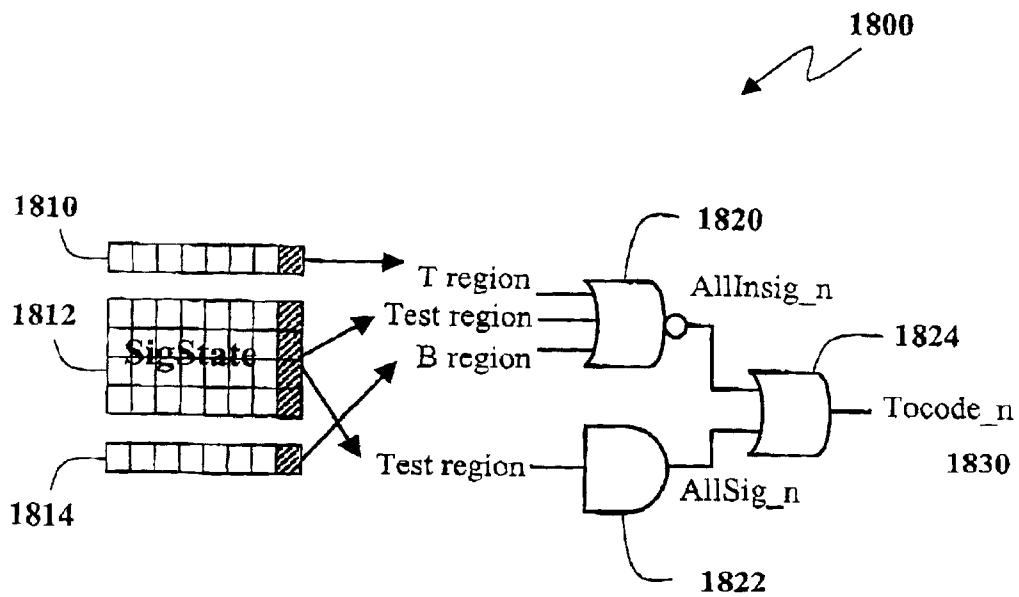 1800
1810
1820
T region
AllInsig_n
1812
Test region
1824
SigState
B region
Tocode_n
Test region
1830
AllSig_n
1814
1822